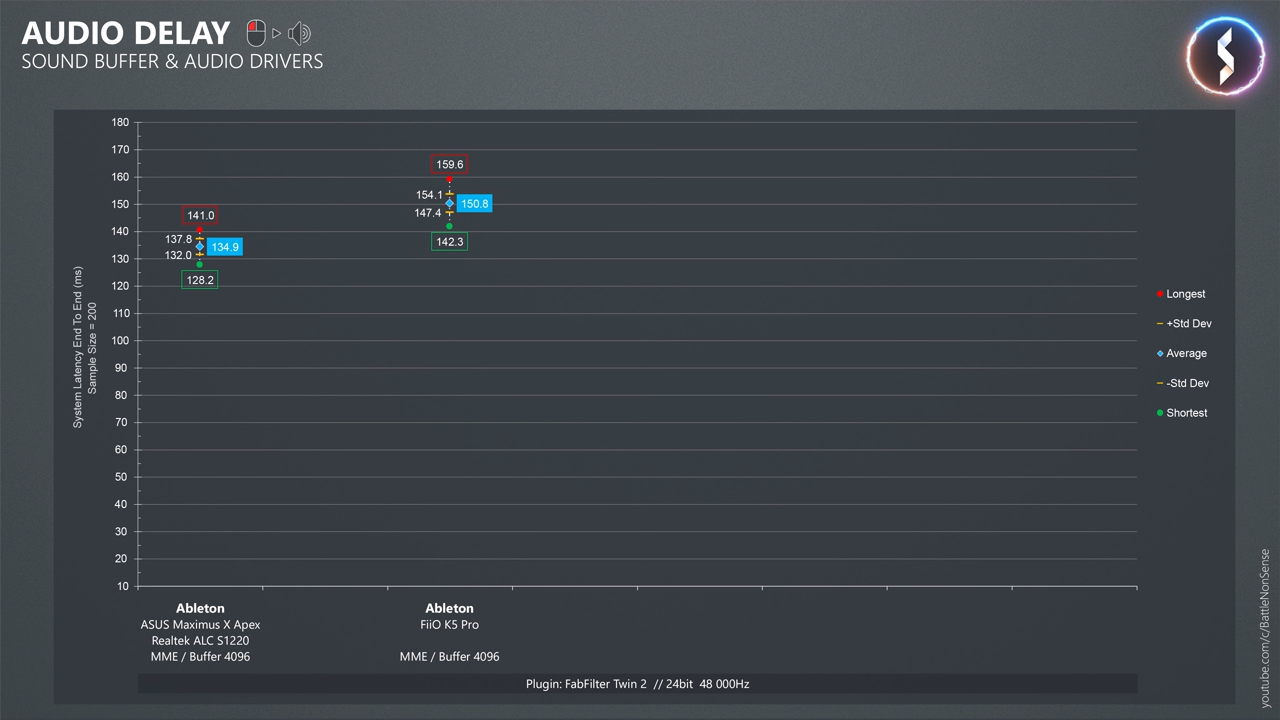 AUDIO DELAY
SOUND BUFFER & AUDIO DRIVERS
System Latency End To End (ms)
Sample Size = 200
180
170
160
150
140
130
120
110
100
90
80
70
60
50
40
30
20
10
141.0
137.8
134.9
132.0
128.2
159.6
154.1
150.8
147.4
142.3
Longest
+Std Dev
Average
-Std Dev
Shortest
Ableton
ASUS Maximus X Apex
Realtek ALC S1220
MME / Buffer 4096
Ableton
FiiO K5 Pro
MME / Buffer 4096
Plugin: FabFilter Twin 2 // 24bit 48 000Hz
youtube.com/c/BattleNonSense